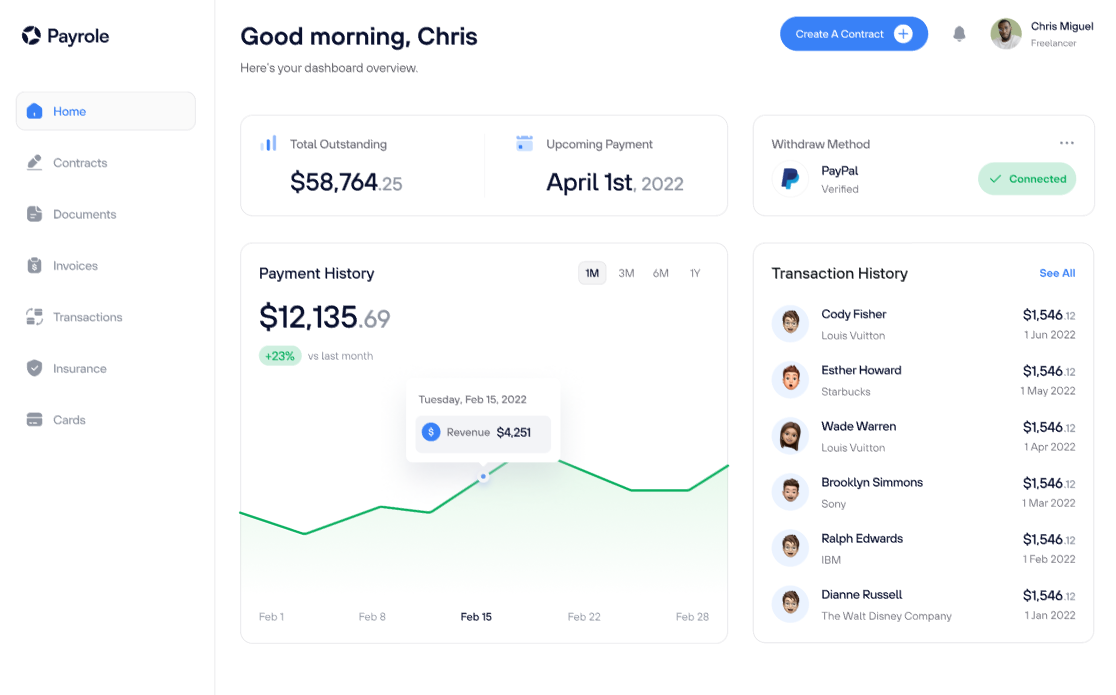 Payrole
Home
Contracts
Documents
Invoices
Transactions
Insurance
Cards
Good morning, Chris
Here's your dashboard overview.
Create A Contract
Chris Miguel
Freelancer
Total Outstanding
$58,764.25
Upcoming Payment
April 1st, 2022
Withdraw Method
PayPal
Verified
Connected
Payment History
1M 3M 6M 1Y
$12,135.69
+23% vs last month
Tuesday, Feb 15, 2022
$ Revenue $4,251
Feb 1 Feb 8 Feb 15 Feb 22 Feb 28
Transaction History
See All
Cody Fisher $1,546.12
Louis Vuitton 1 Jun 2022
Esther Howard $1,546.12
Starbucks 1 May 2022
Wade Warren $1,546.12
Louis Vuitton 1 Apr 2022
Brooklyn Simmons $1,546.12
Sony 1 Mar 2022
Ralph Edwards $1,546.12
IBM 1 Feb 2022
Dianne Russell $1,546.12
The Walt Disney Company 1 Jan 2022